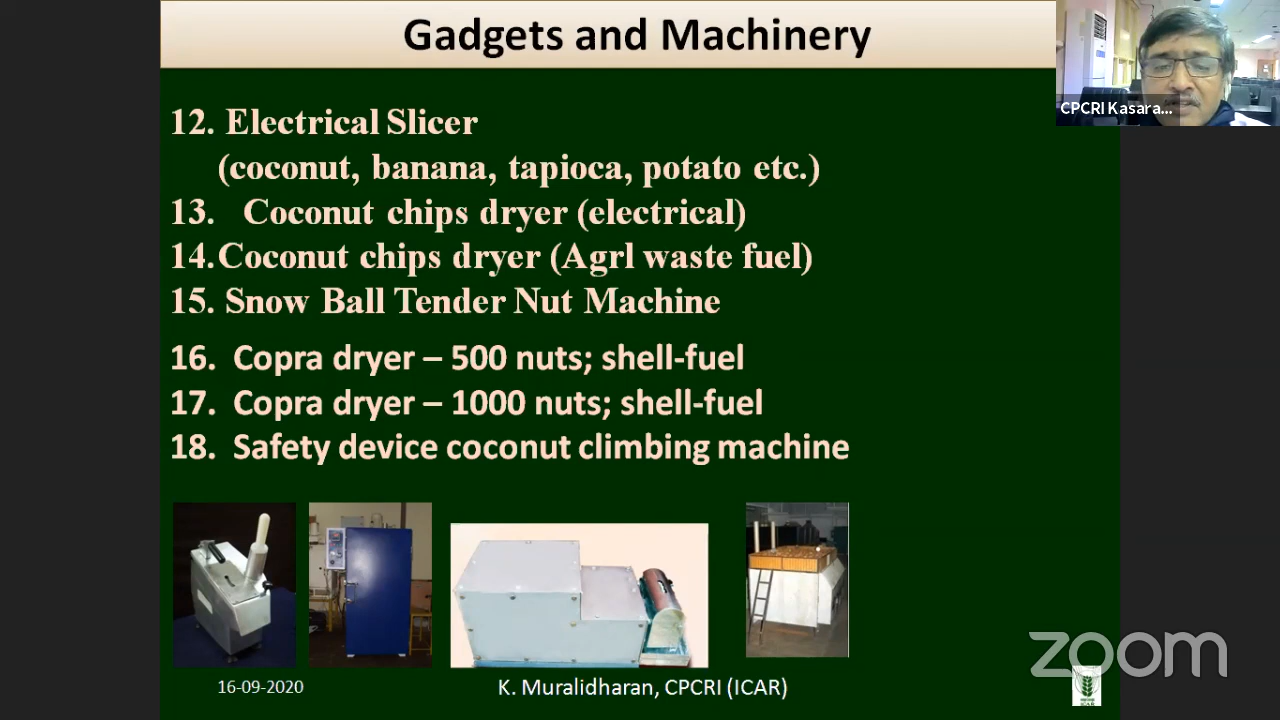 Gadgets and Machinery
CPCRI Kasara...
12. Electrical Slicer
(coconut, banana, tapioca, potato etc.)
13. Coconut chips dryer (electrical)
14. Coconut chips dryer (Agrl waste fuel)
15. Snow Ball Tender Nut Machine
16. Copra dryer – 500 nuts; shell-fuel
17. Copra dryer – 1000 nuts; shell-fuel
18. Safety device coconut climbing machine
zoom
16-09-2020
K. Muralidharan, CPCRI (ICAR)
ICAR